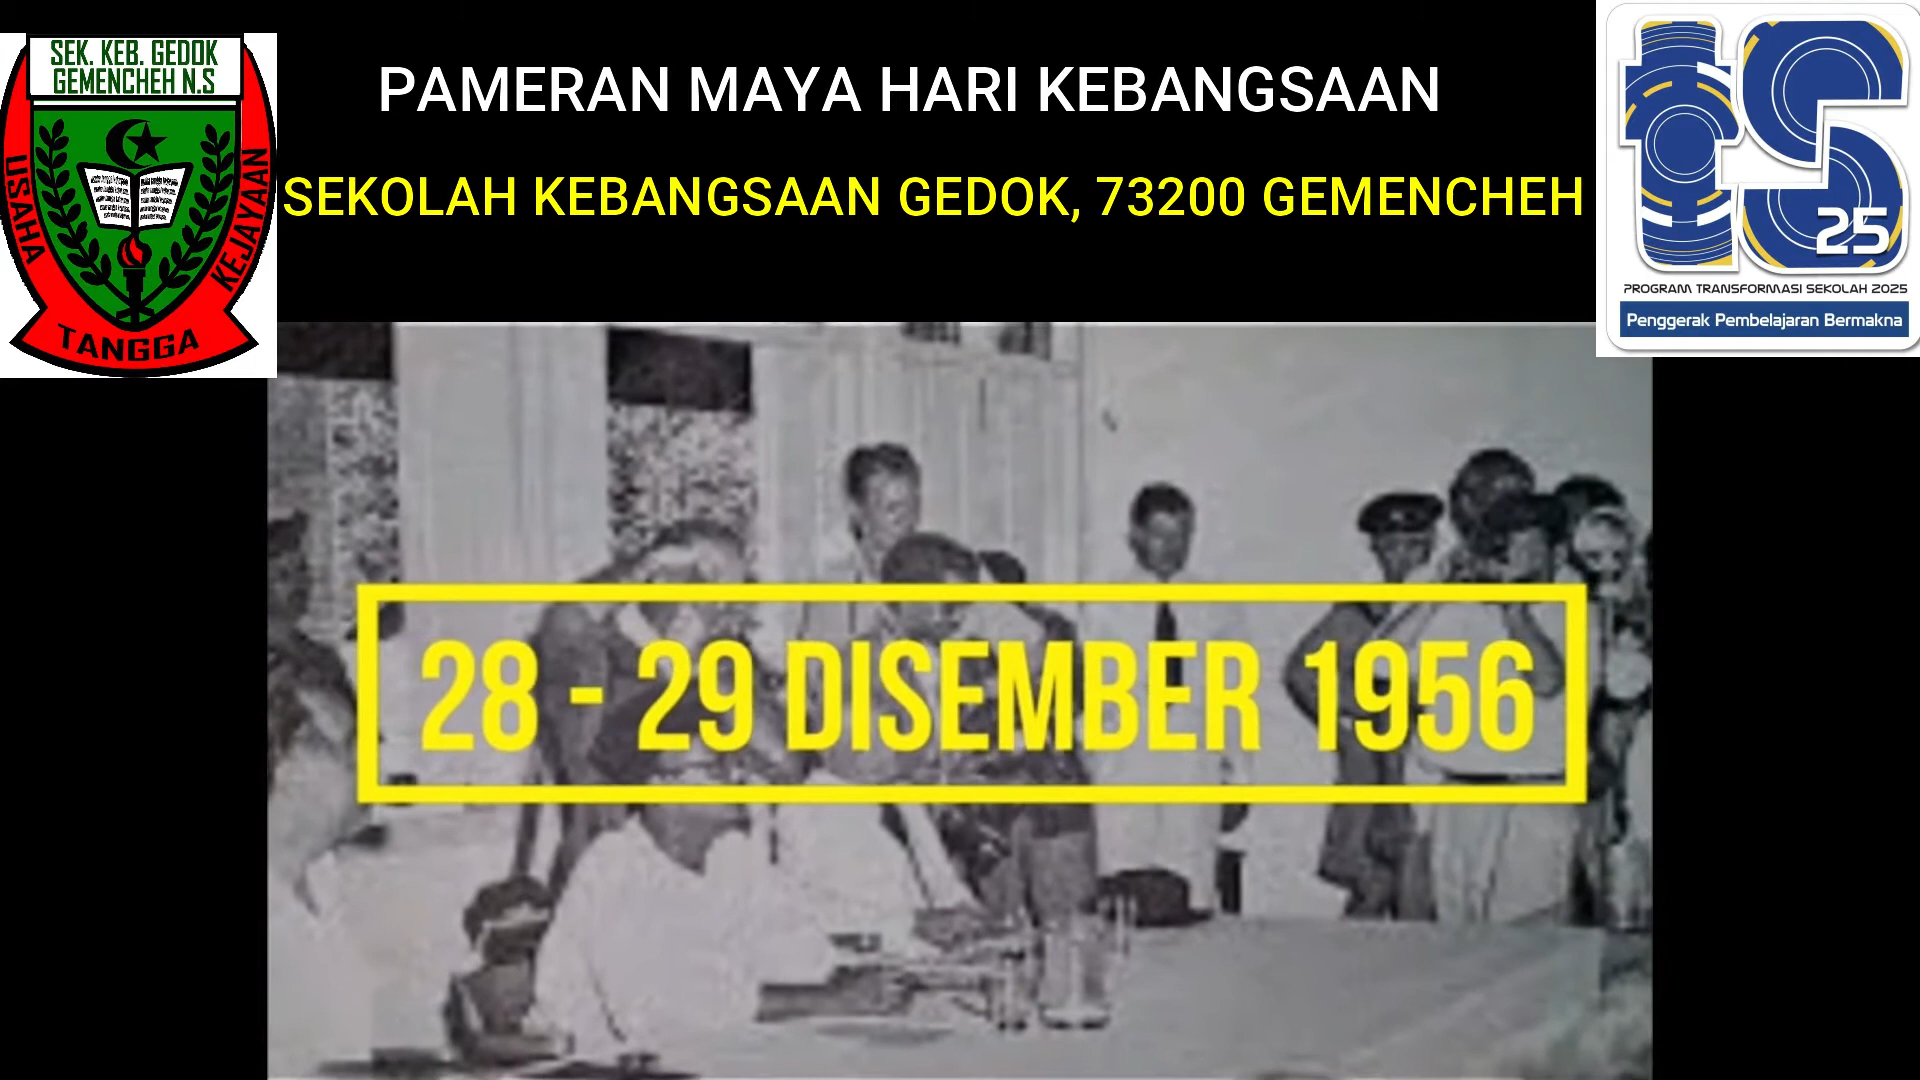 SEK. KEB. GEDOK
GEMENCHEH N.S
USAHA
TANGGA
KEJAYAAN
PAMERAN MAYA HARI KEBANGSAAN
SEKOLAH KEBANGSAAN GEDOK, 73200 GEMENCHEH
tS
25
PROGRAM TRANSFORMASI SEKOLAH 2025
Penggerak Pembelajaran Bermakna
28 - 29 DISEMBER 1956